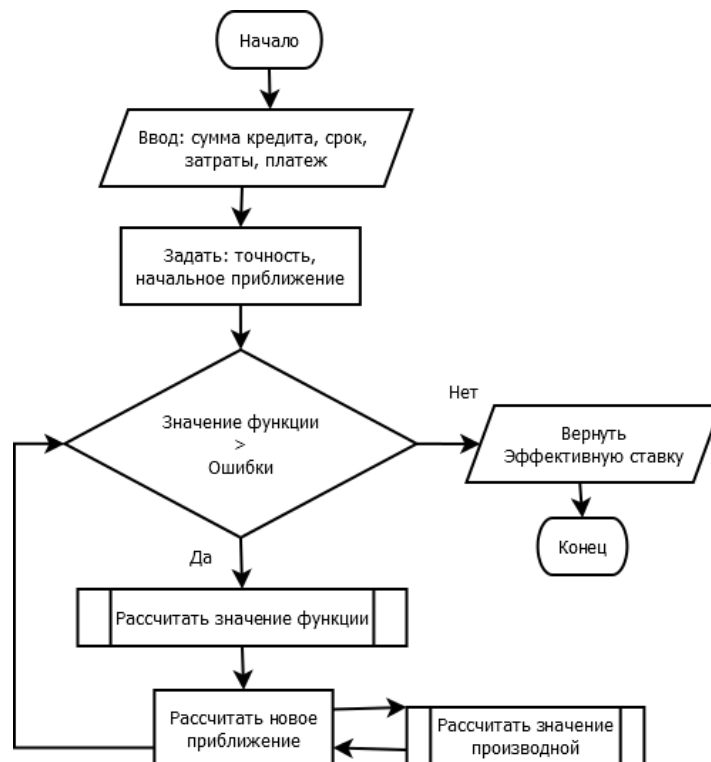 Начало
Ввод: сумма кредита, срок,
затраты, платеж
Задать: точность,
начальное приближение
Значение функции
>
Ошибки
Нет
Вернуть
Эффективную ставку
Конец
Да
Рассчитать значение функции
Рассчитать новое
приближение
Рассчитать значение
производной